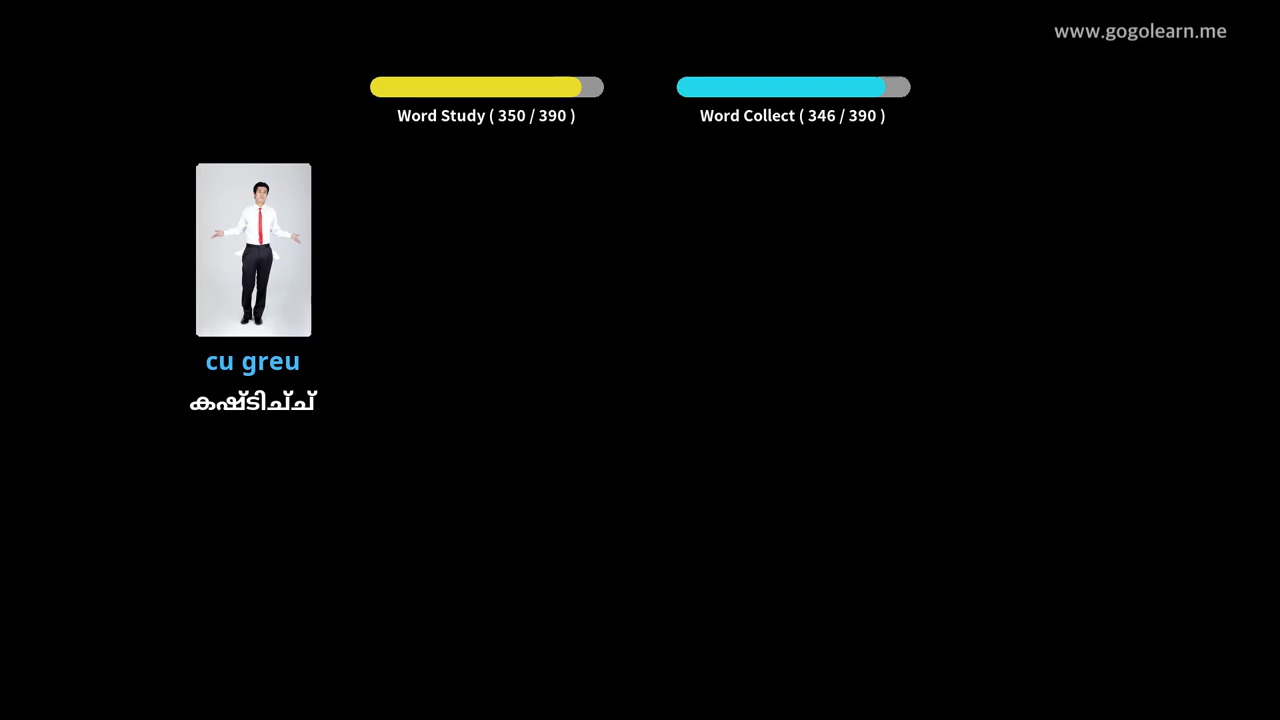 www.gogolearn.me
Word Study ( 350 / 390 )
Word Collect ( 346 / 390 )
cu greu
കഷ്ടിച്ച്